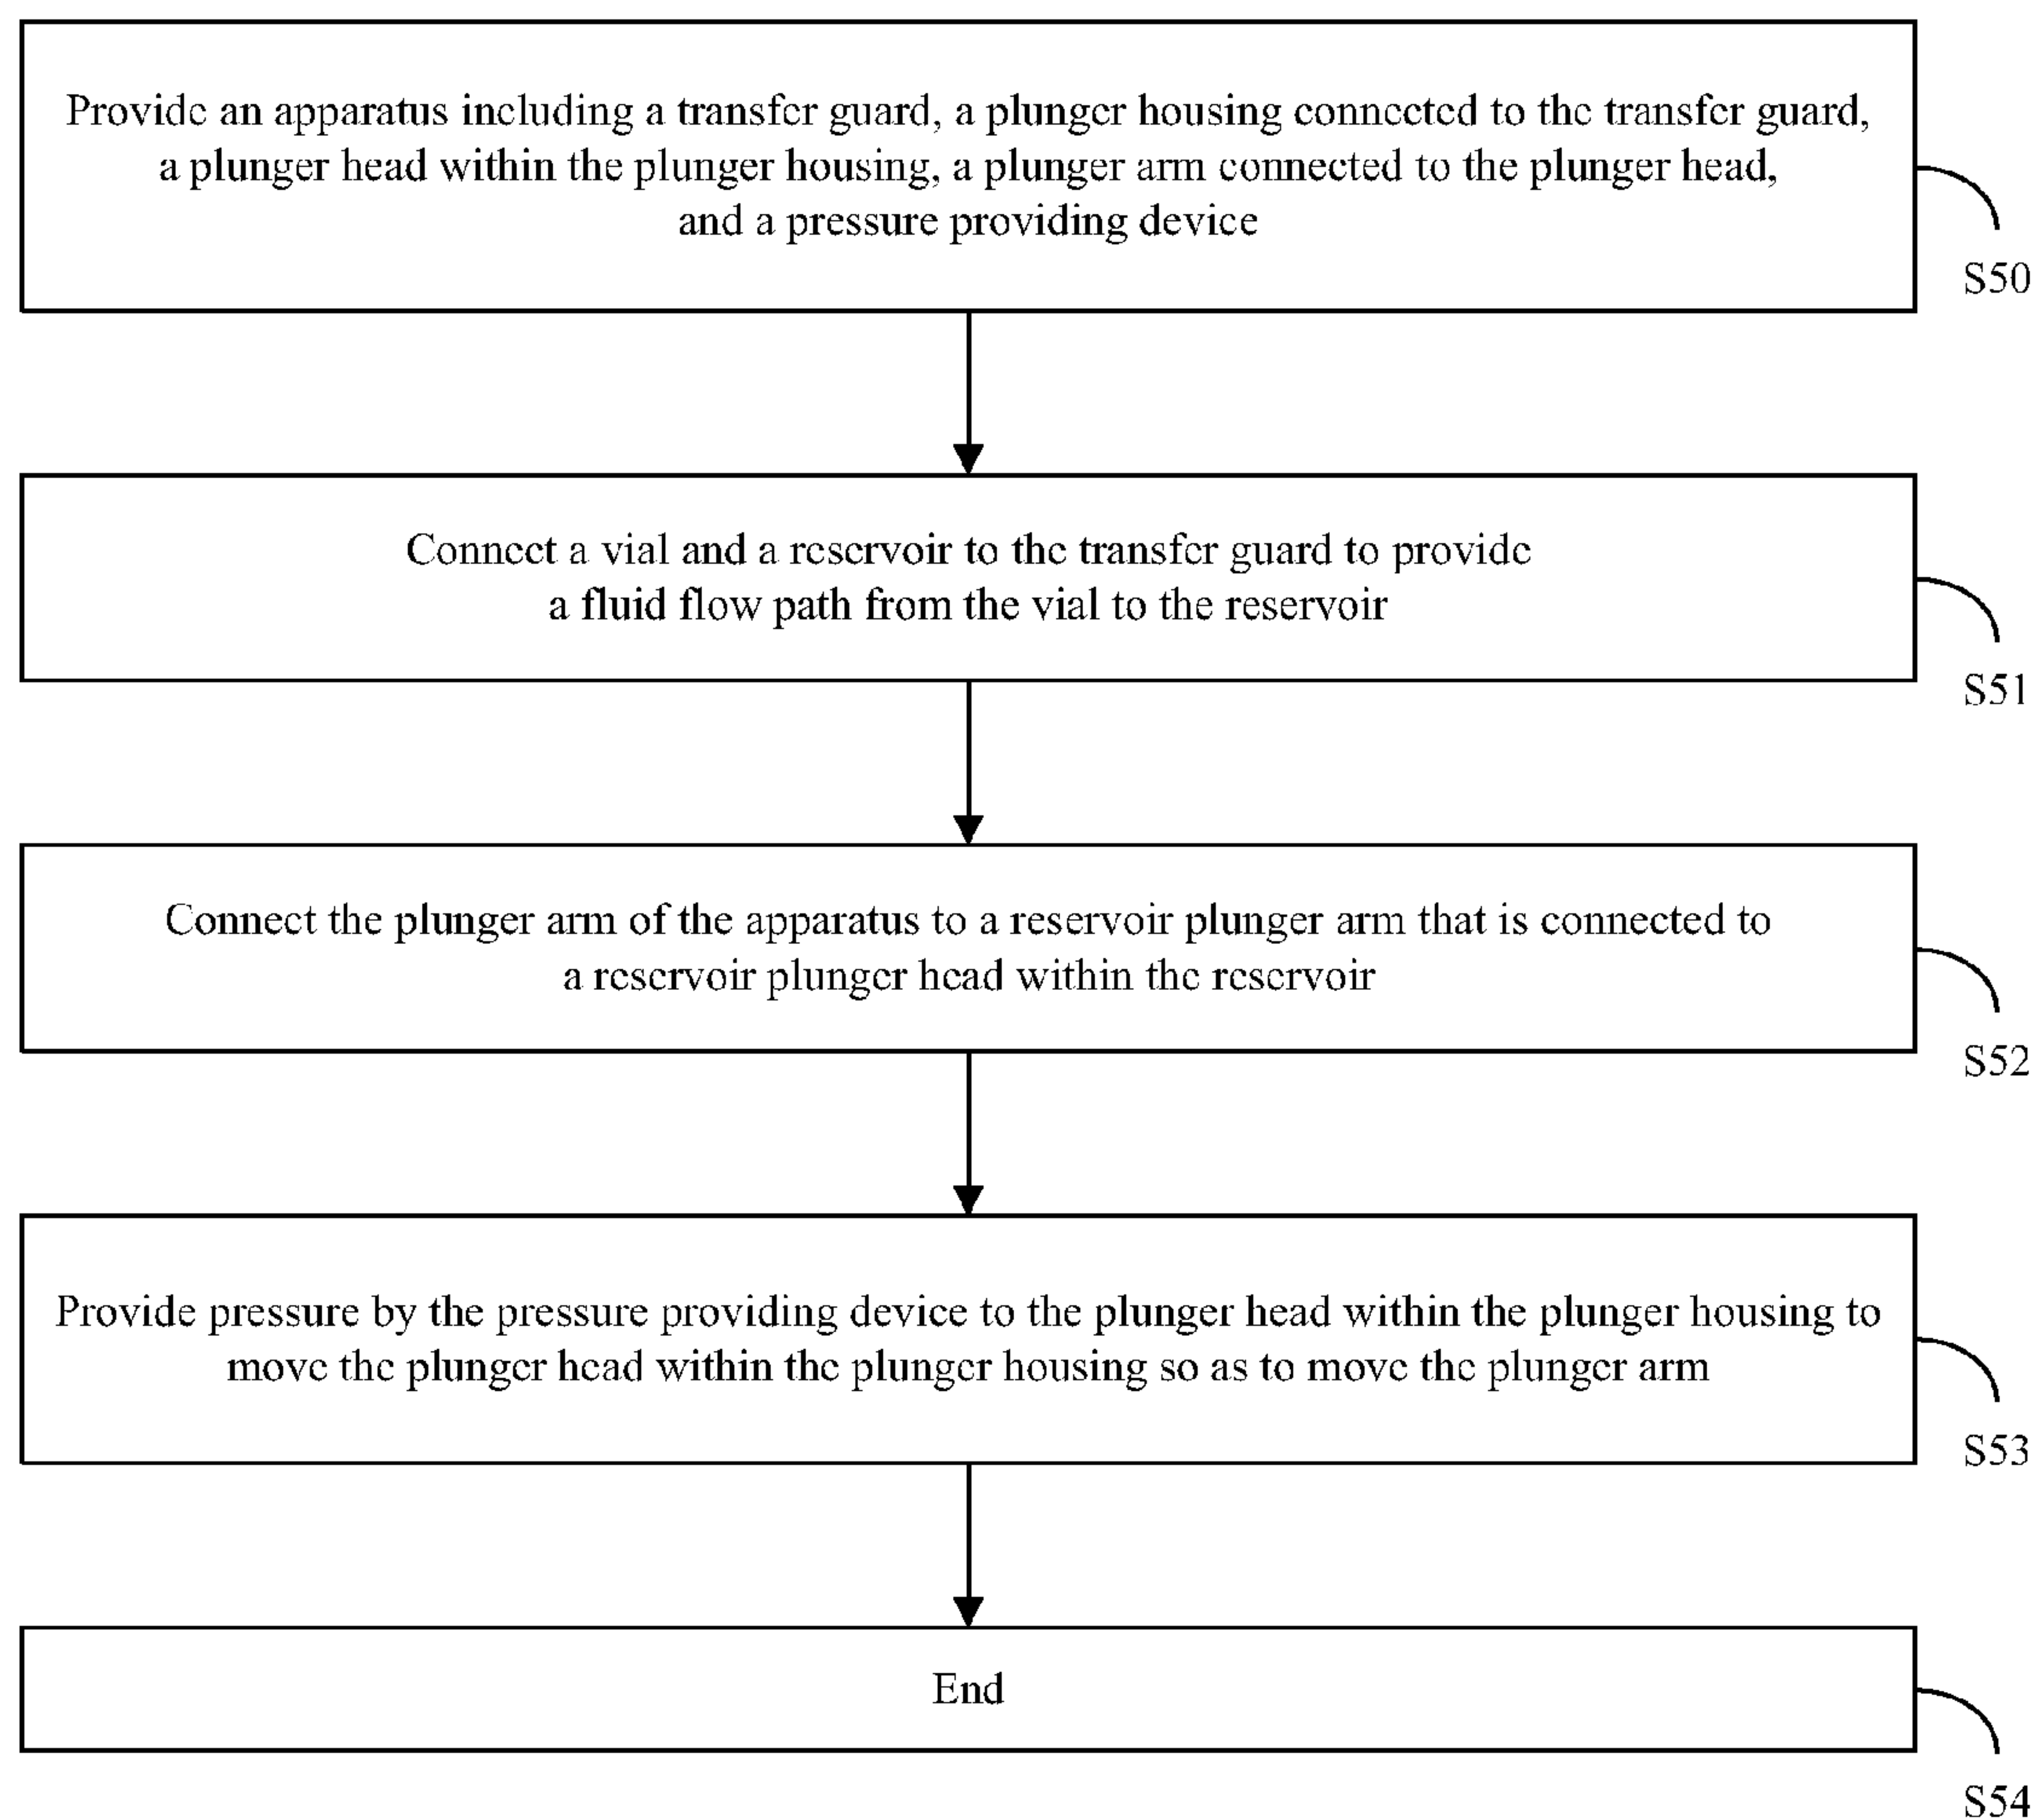 Provide an apparatus including a transfer guard, a plunger housing connected to the transfer guard,
a plunger head within the plunger housing, a plunger arm connected to the plunger head,
and a pressure providing device
S50
Connect a vial and a reservoir to the transfer guard to provide
a fluid flow path from the vial to the reservoir
S51
Connect the plunger arm of the apparatus to a reservoir plunger arm that is connected to
a reservoir plunger head within the reservoir
S52
Provide pressure by the pressure providing device to the plunger head within the plunger housing to
move the plunger head within the plunger housing so as to move the plunger arm
S53
End
S54